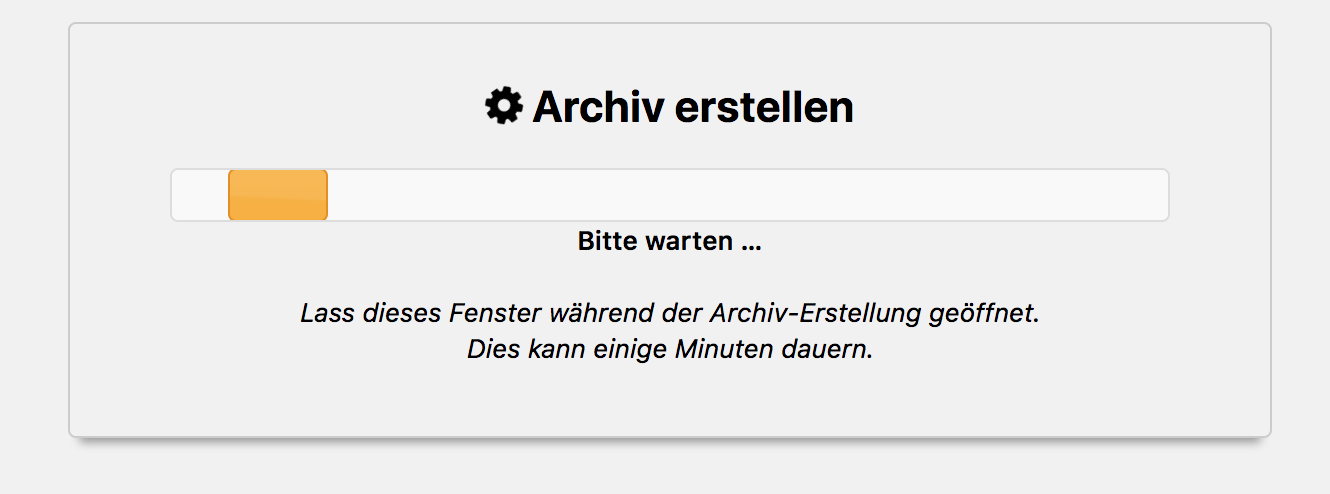 Archiv erstellen
Bitte warten ...
Lass dieses Fenster während der Archiv-Erstellung geöffnet.
Dies kann einige Minuten dauern.